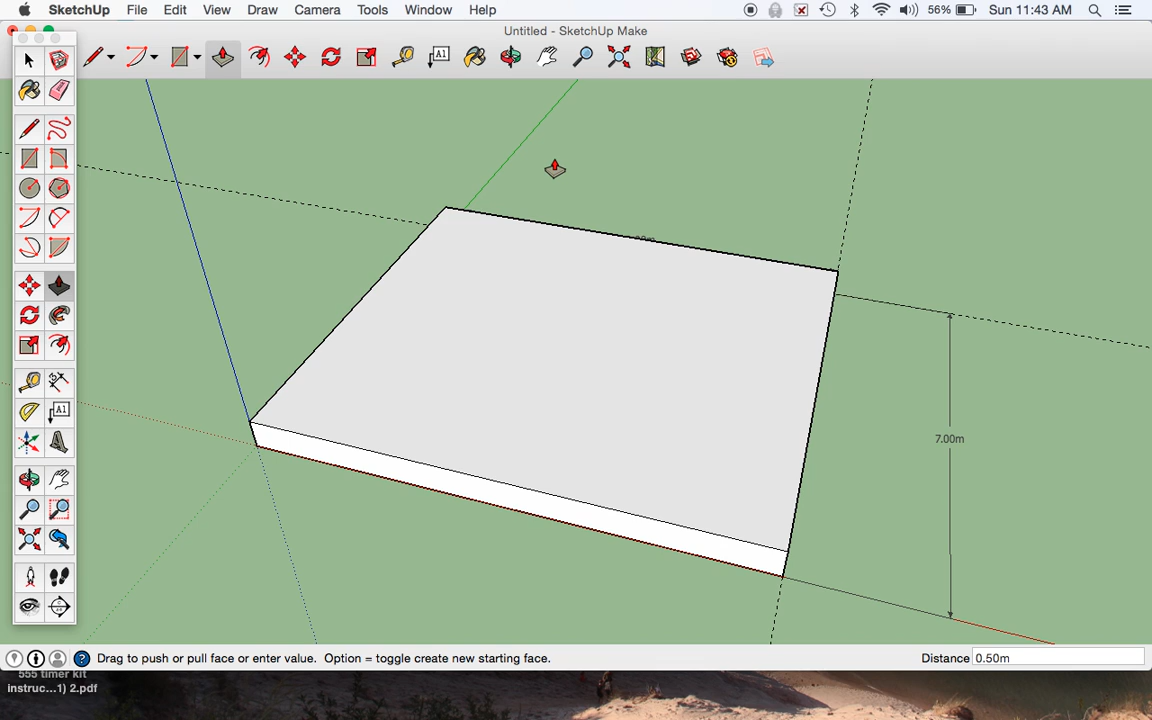 SketchUp File Edit View Draw Camera Tools Window Help 56% Sun 11:43 AM
Untitled - SketchUp Make
A1
A1
7.00m
Drag to push or pull face or enter value. Option = toggle create new starting face. Distance 0.50m
555 timer kit
instruc...1) 2.pdf